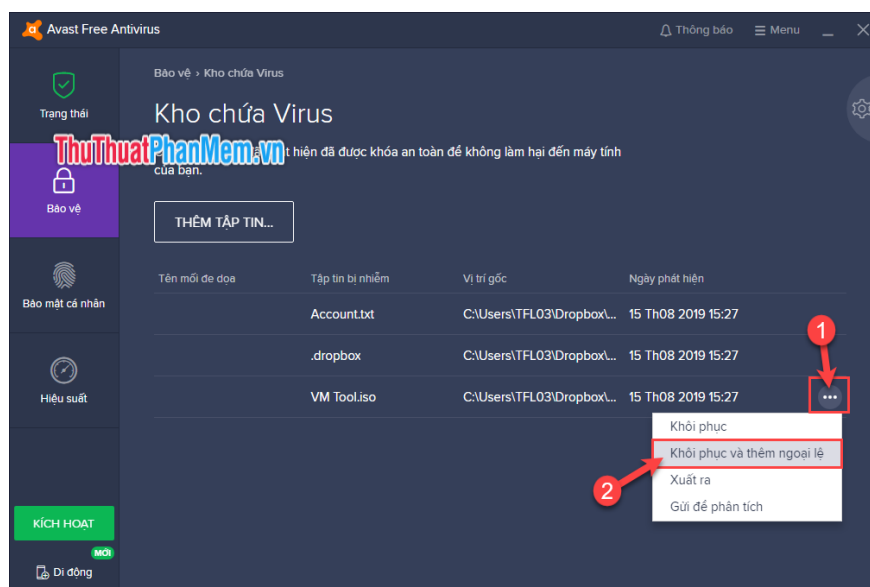 Avast Free Antivirus
Thông báo
Menu
Bảo vệ › Kho chứa Virus
Trạng thái
Kho chứa Virus
ThuThuatPhanMem.vn
hiện đã được khóa an toàn để không làm hại đến máy tính
của bạn.
Bảo vệ
THÊM TẬP TIN...
Tên mối đe dọa Tập tin bị nhiễm Vị trí gốc Ngày phát hiện
Bảo mật cá nhân
Account.txt C:\Users\TFL03\Dropbox\... 15 Th08 2019 15:27
1
.dropbox C:\Users\TFL03\Dropbox\... 15 Th08 2019 15:27
Hiệu suất
VM Tool.iso C:\Users\TFL03\Dropbox\... 15 Th08 2019 15:27
Khôi phục
Khôi phục và thêm ngoại lệ
2
Xuất ra
Gửi để phân tích
KÍCH HOẠT
MỚI
Di động